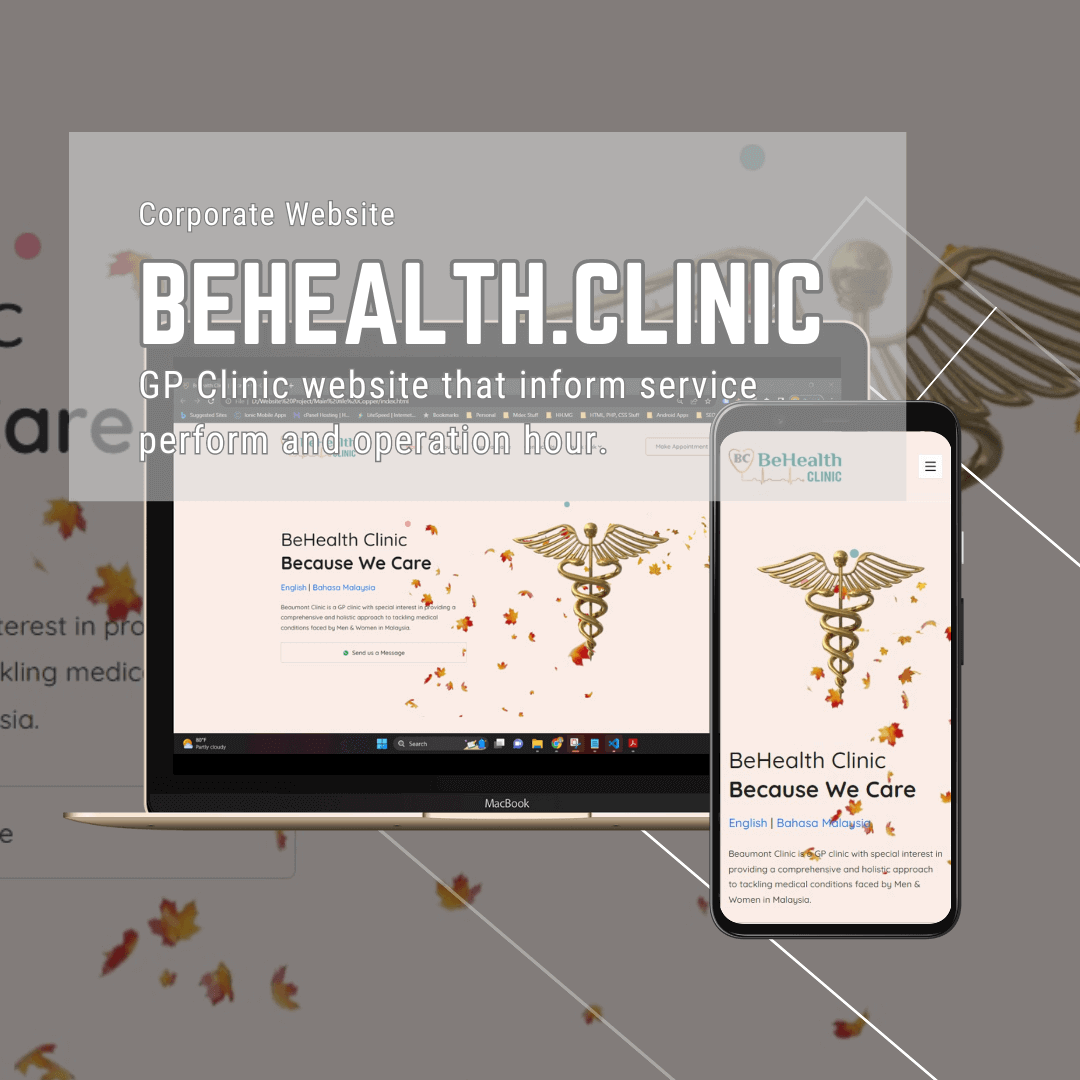 Corporate Website
BEHEALTH.CLINIC
GP Clinic website that inform service
perform and operation hour.
C
are
terest in pro
kling medic
sia.
e
Suggested Sites
Ionic Mobile Apps
cPanel Hosting | H...
LiteSpeed | Internet...
Bookmarks
Personal
Molec Stuff
HH.MG
HTML, PHP, CSS Stuff
Android Apps
CLINIC
Make Appointment
BeHealth Clinic
Because We Care
English | Bahasa Malaysia
Beaumont Clinic is a GP clinic with special interest in providing a
comprehensive and holistic approach to tackling medical
conditions faced by Men & Women in Malaysia.
Send us a Message
80°F
Partly cloudy
Search
MacBook
BC
BeHealth
CLINIC
BeHealth Clinic
Because We Care
English | Bahasa Malaysia
Beaumont Clinic is a GP clinic with special interest in
providing a comprehensive and holistic approach
to tackling medical conditions faced by Men &
Women in Malaysia.